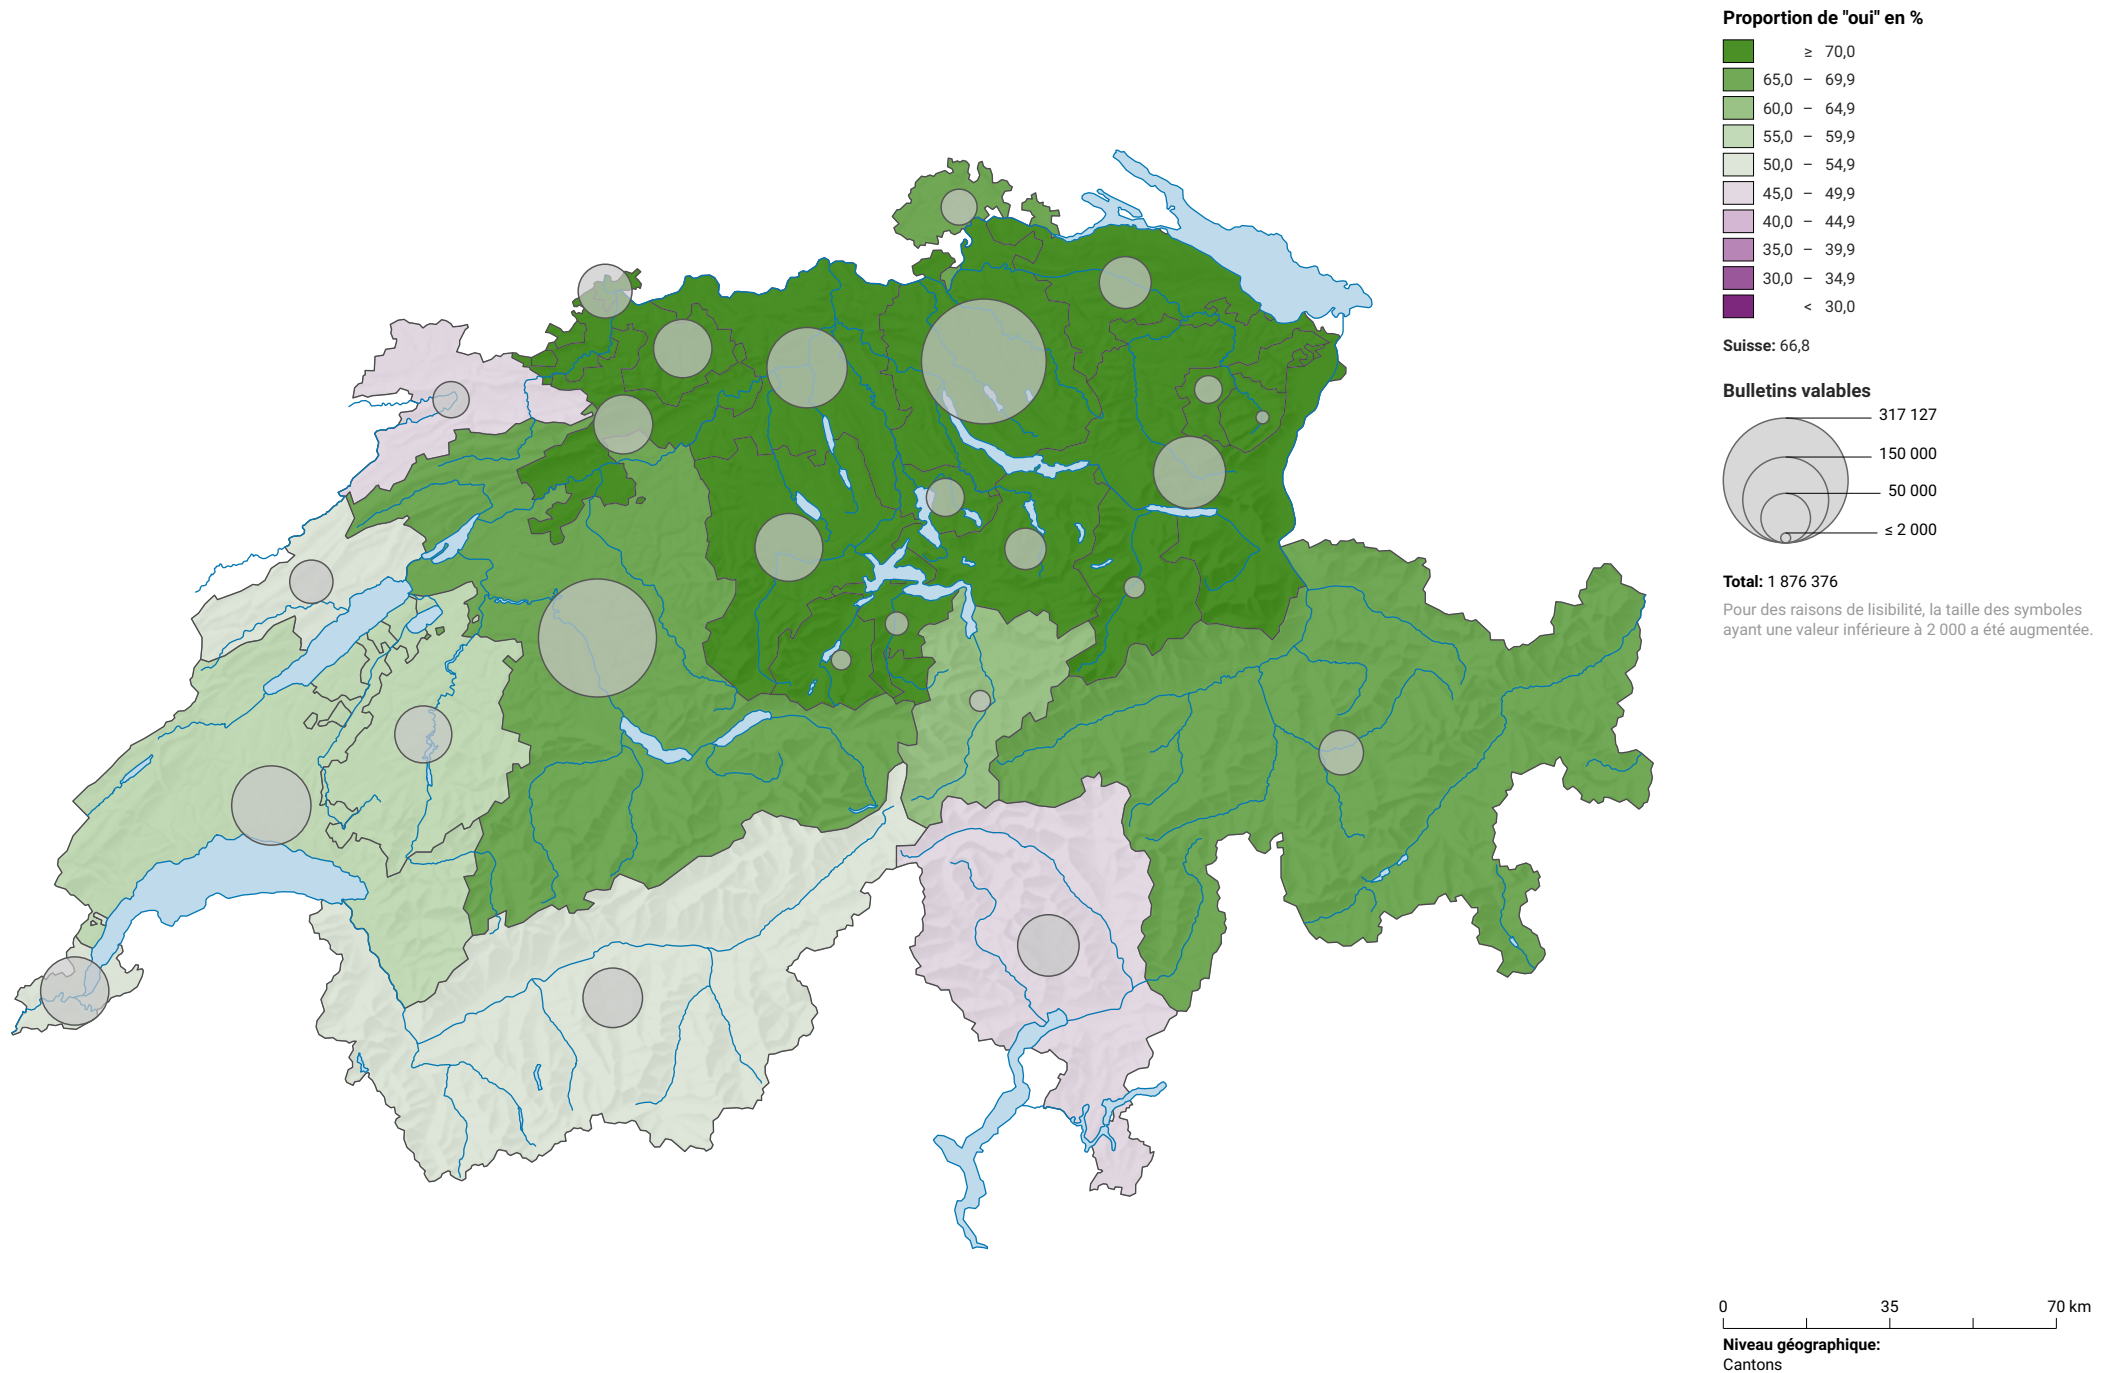 Proportion de "oui" en %
≥ 70,0
65,0 – 69,9
60,0 – 64,9
55,0 – 59,9
50,0 – 54,9
45,0 – 49,9
40,0 – 44,9
35,0 – 39,9
30,0 – 34,9
< 30,0
Suisse: 66,8
Bulletins valables
317 127
150 000
50 000
≤ 2 000
Total: 1 876 376
Pour des raisons de lisibilité, la taille des symboles
ayant une valeur inférieure à 2 000 a été augmentée.
0 35 70 km
Niveau géographique:
Cantons